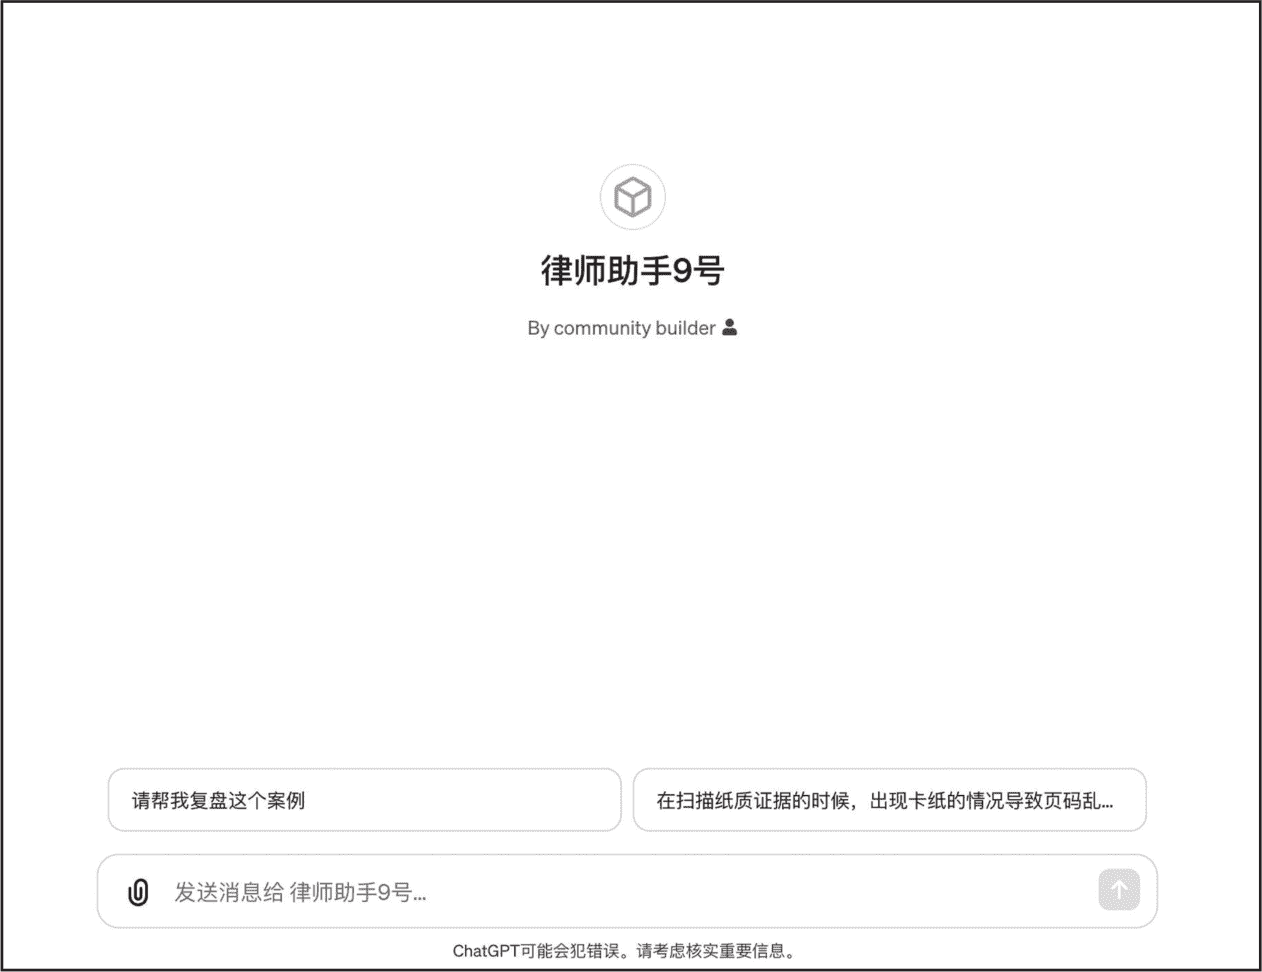 律师助手9号
By community builder
请帮我复盘这个案例
在扫描纸质证据的时候，出现卡纸的情况导致页码乱...
发送消息给 律师助手9号...
ChatGPT可能会犯错误。请考虑核实重要信息。